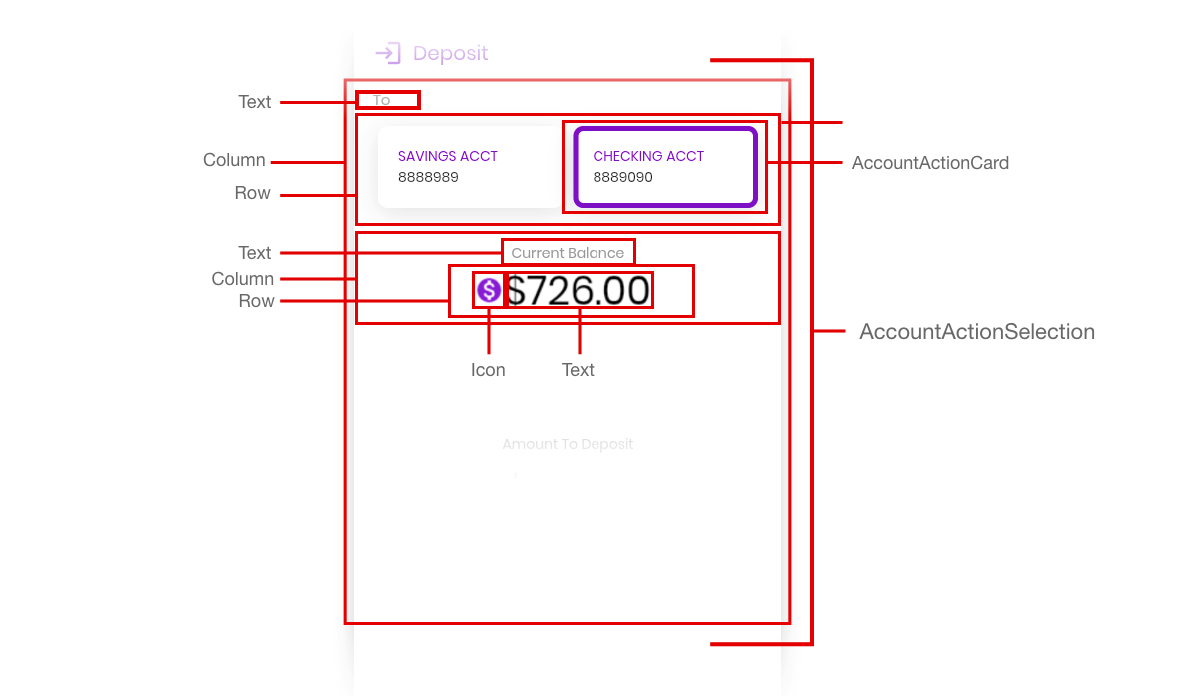 Deposit
Text
To
Column
SAVINGS ACCT
CHECKING ACCT
AccountActionCard
8888989
8889090
Row
Text
Current Balance
Column
Row
$726.00
AccountActionSelection
Icon
Text
Amount To Deposit